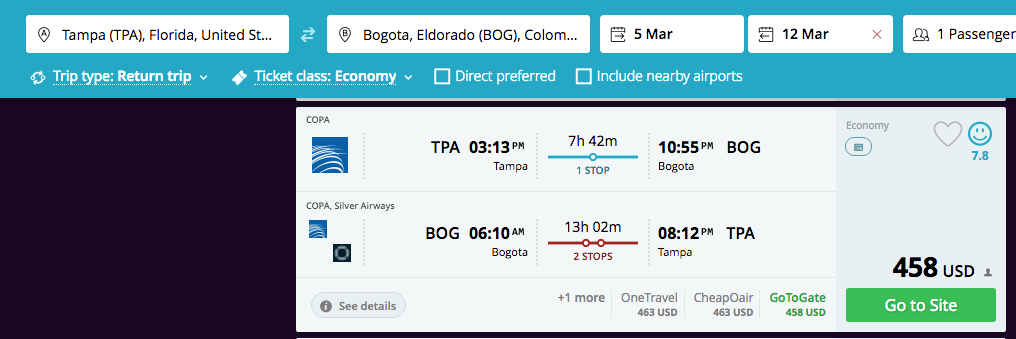 A Tampa (TPA), Florida, United St...
B Bogota, Eldorado (BOG), Colom...
5 Mar
12 Mar
1 Passenger
Trip type: Return trip
Ticket class: Economy
Direct preferred
Include nearby airports
COPA
TPA 03:13 PM
Tampa
7h 42m
1 STOP
10:55 PM BOG
Bogota
COPA, Silver Airways
BOG 06:10 AM
Bogota
13h 02m
2 STOPS
08:12 PM TPA
Tampa
See details
+1 more
OneTravel
463 USD
CheapOair
463 USD
GoToGate
458 USD
Economy
7.8
458 USD
Go to Site